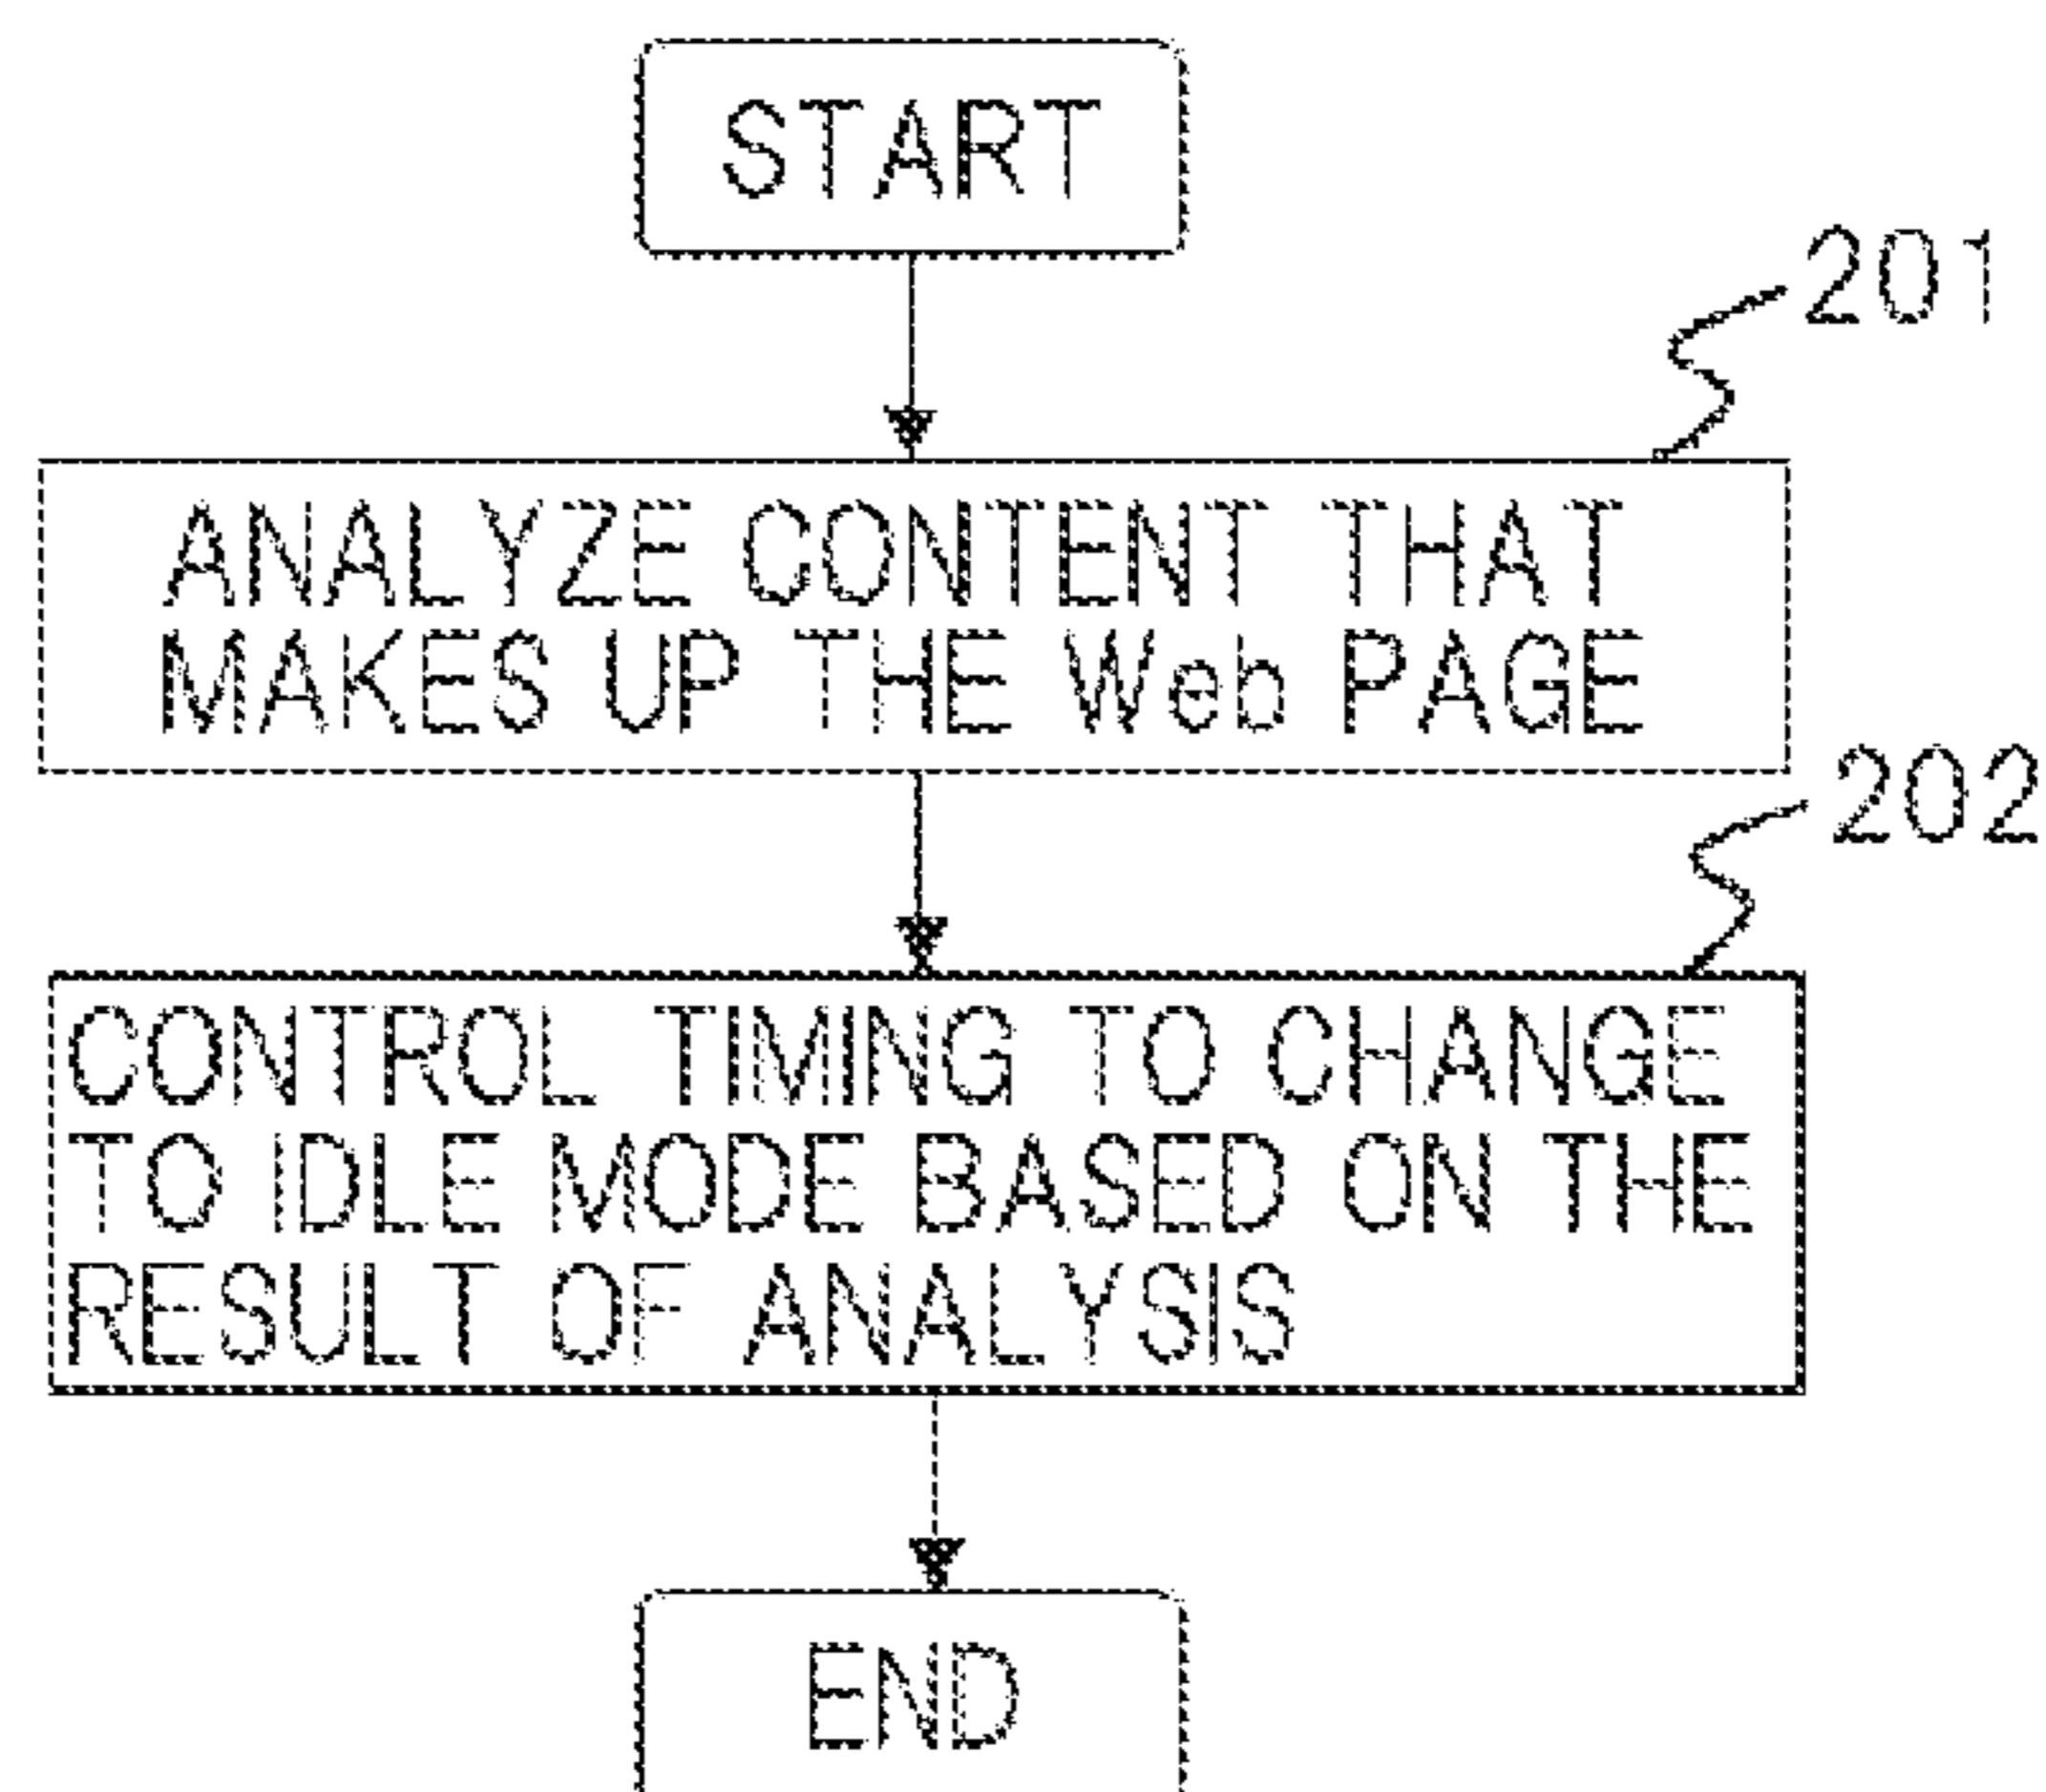 START
201
ANALYZE CONTENT THAT
MAKES UP THE Web PAGE
202
CONTROL TIMING TO CHANGE
TO IDLE MODE BASED ON THE
RESULT OF ANALYSIS
END